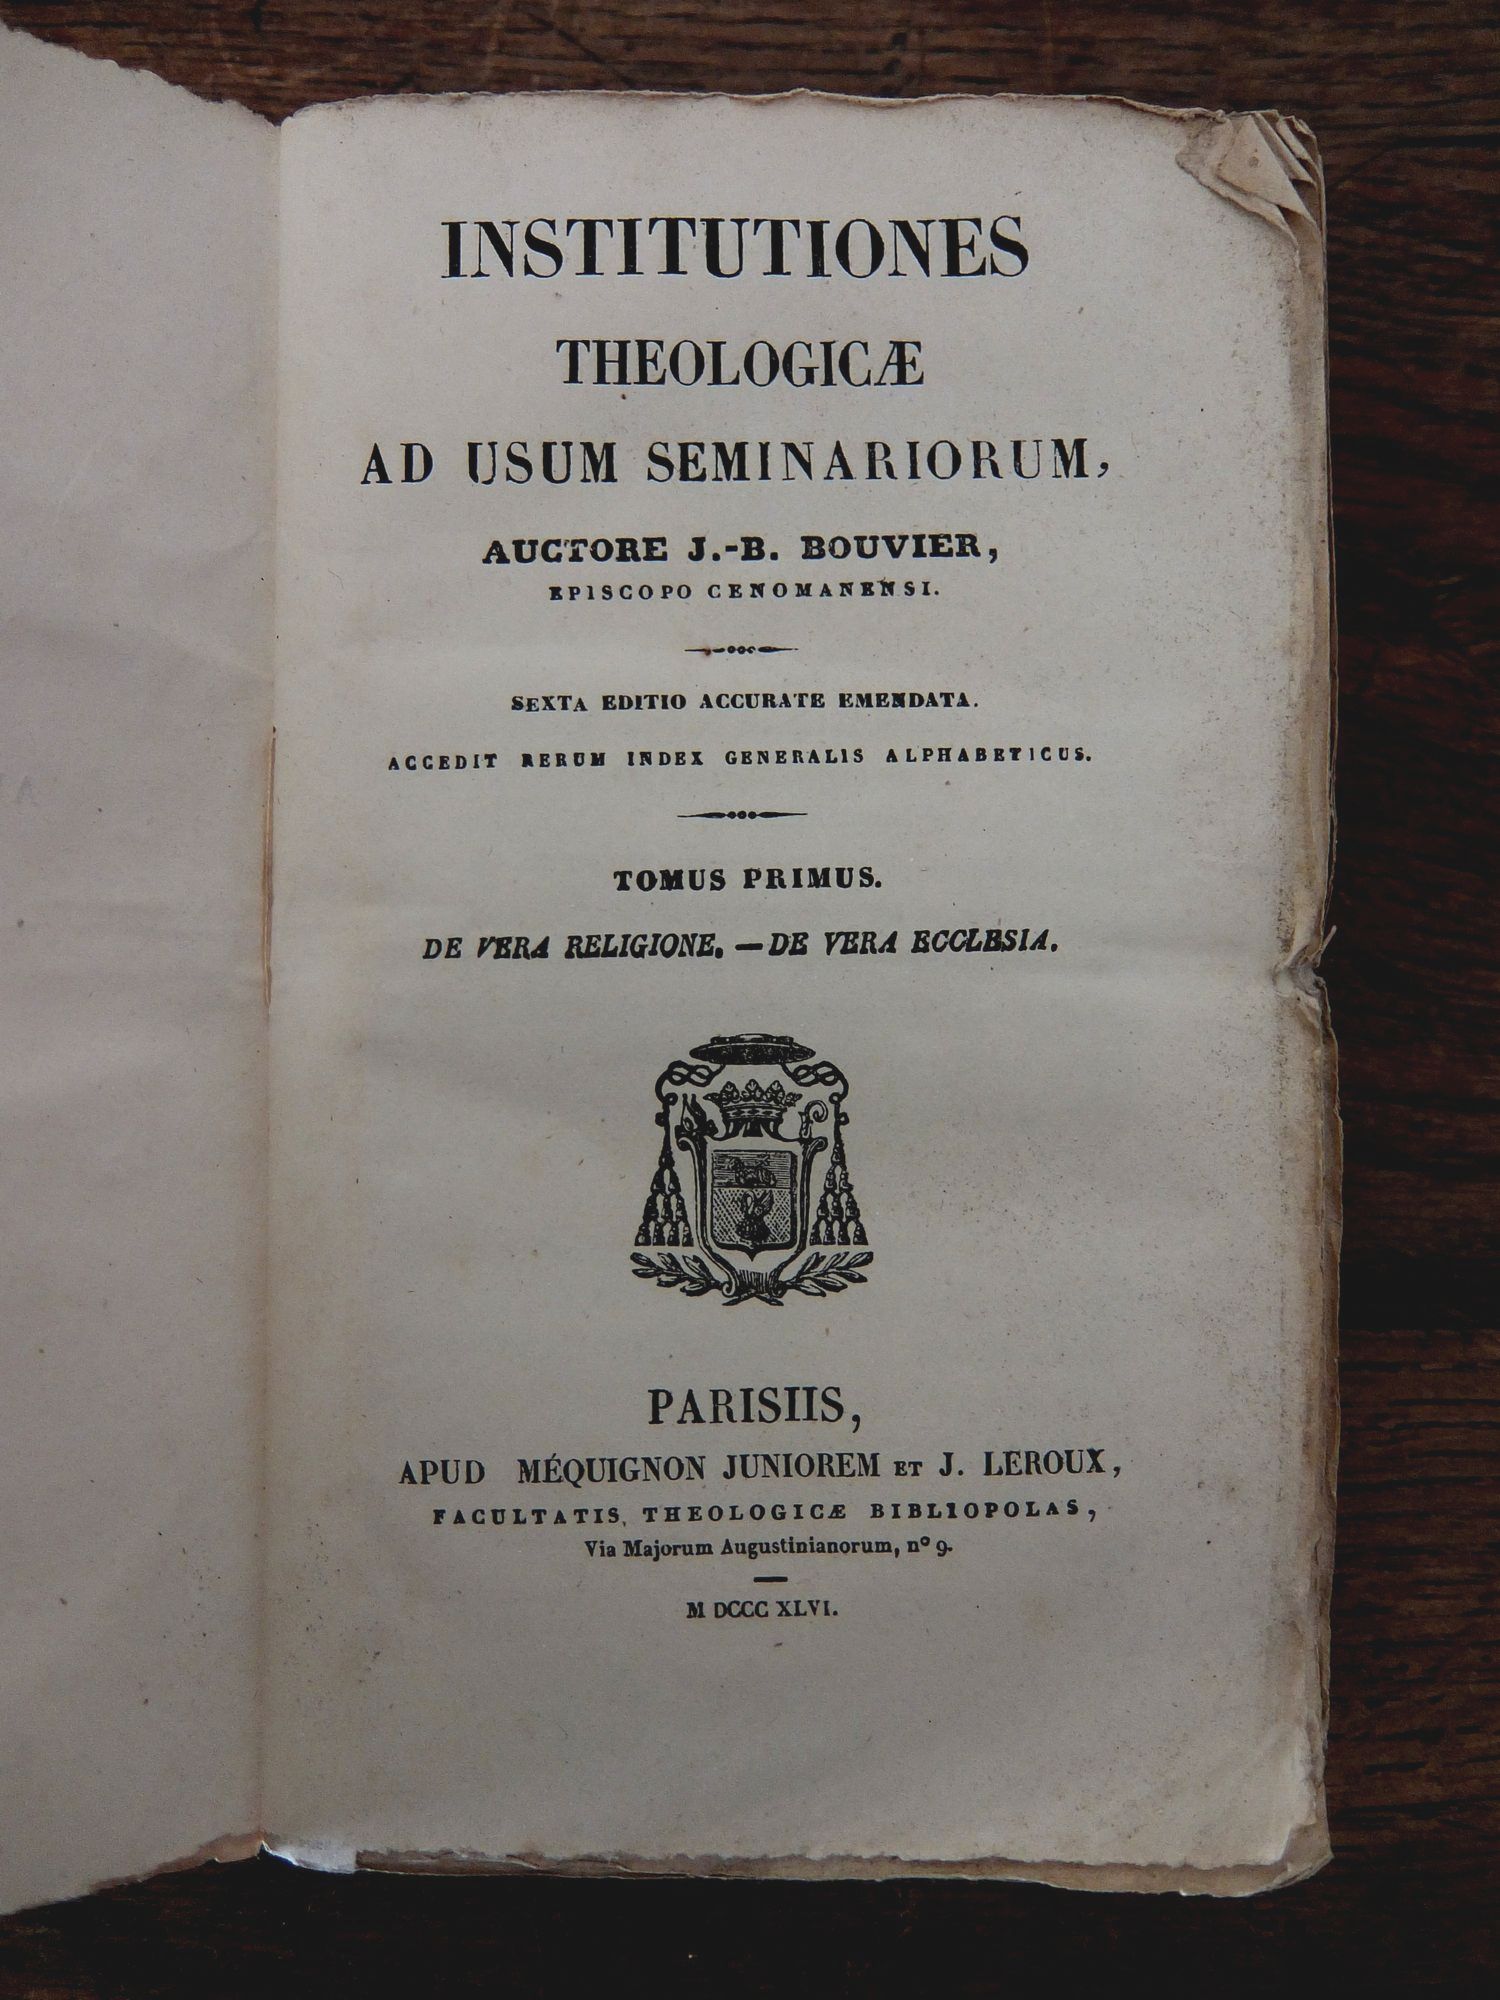 INSTITUTIONES
THEOLOGICÆ
AD USUM SEMINARIORUM,
AUCTORE J.-B. BOUVIER,
EPISCOPO CENOMANENSI.
SEXTA EDITIO ACCURATE EMENDATA.
ACCEDIT RERUM INDEX GENERALIS ALPHABETICUS.
TOMUS PRIMUS.
DE VERA RELIGIONE. — DE VERA ECCLESIA.
PARISIIS,
APUD MÉQUIGNON JUNIOREM ET J. LEROUX,
FACULTATIS THEOLOGICÆ BIBLIOPOLAS,
Via Majorum Augustinianorum, nº 9.
M DCCC XLVI.